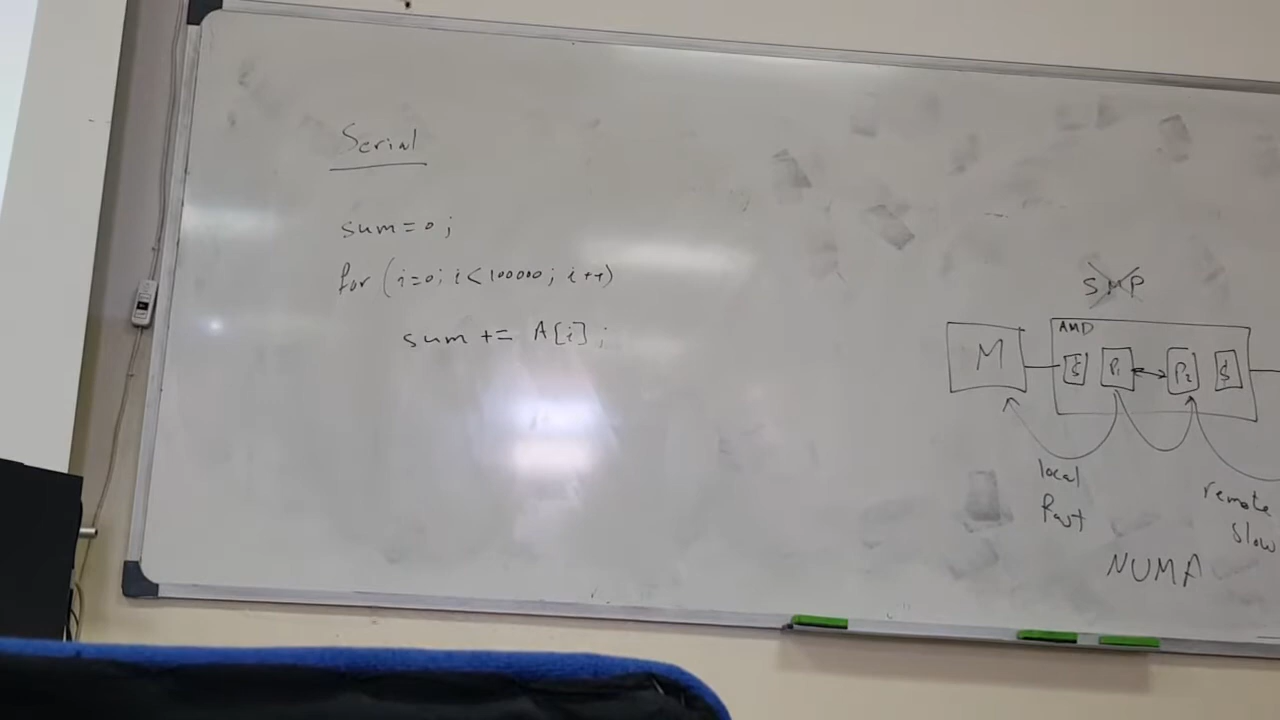 Serial
sum=0;
for (i=0; i<100000; i++)
sum += A[i];
SMP
AMD
M
$
P1
P2
$
local
fast
remote
slow
NUMA